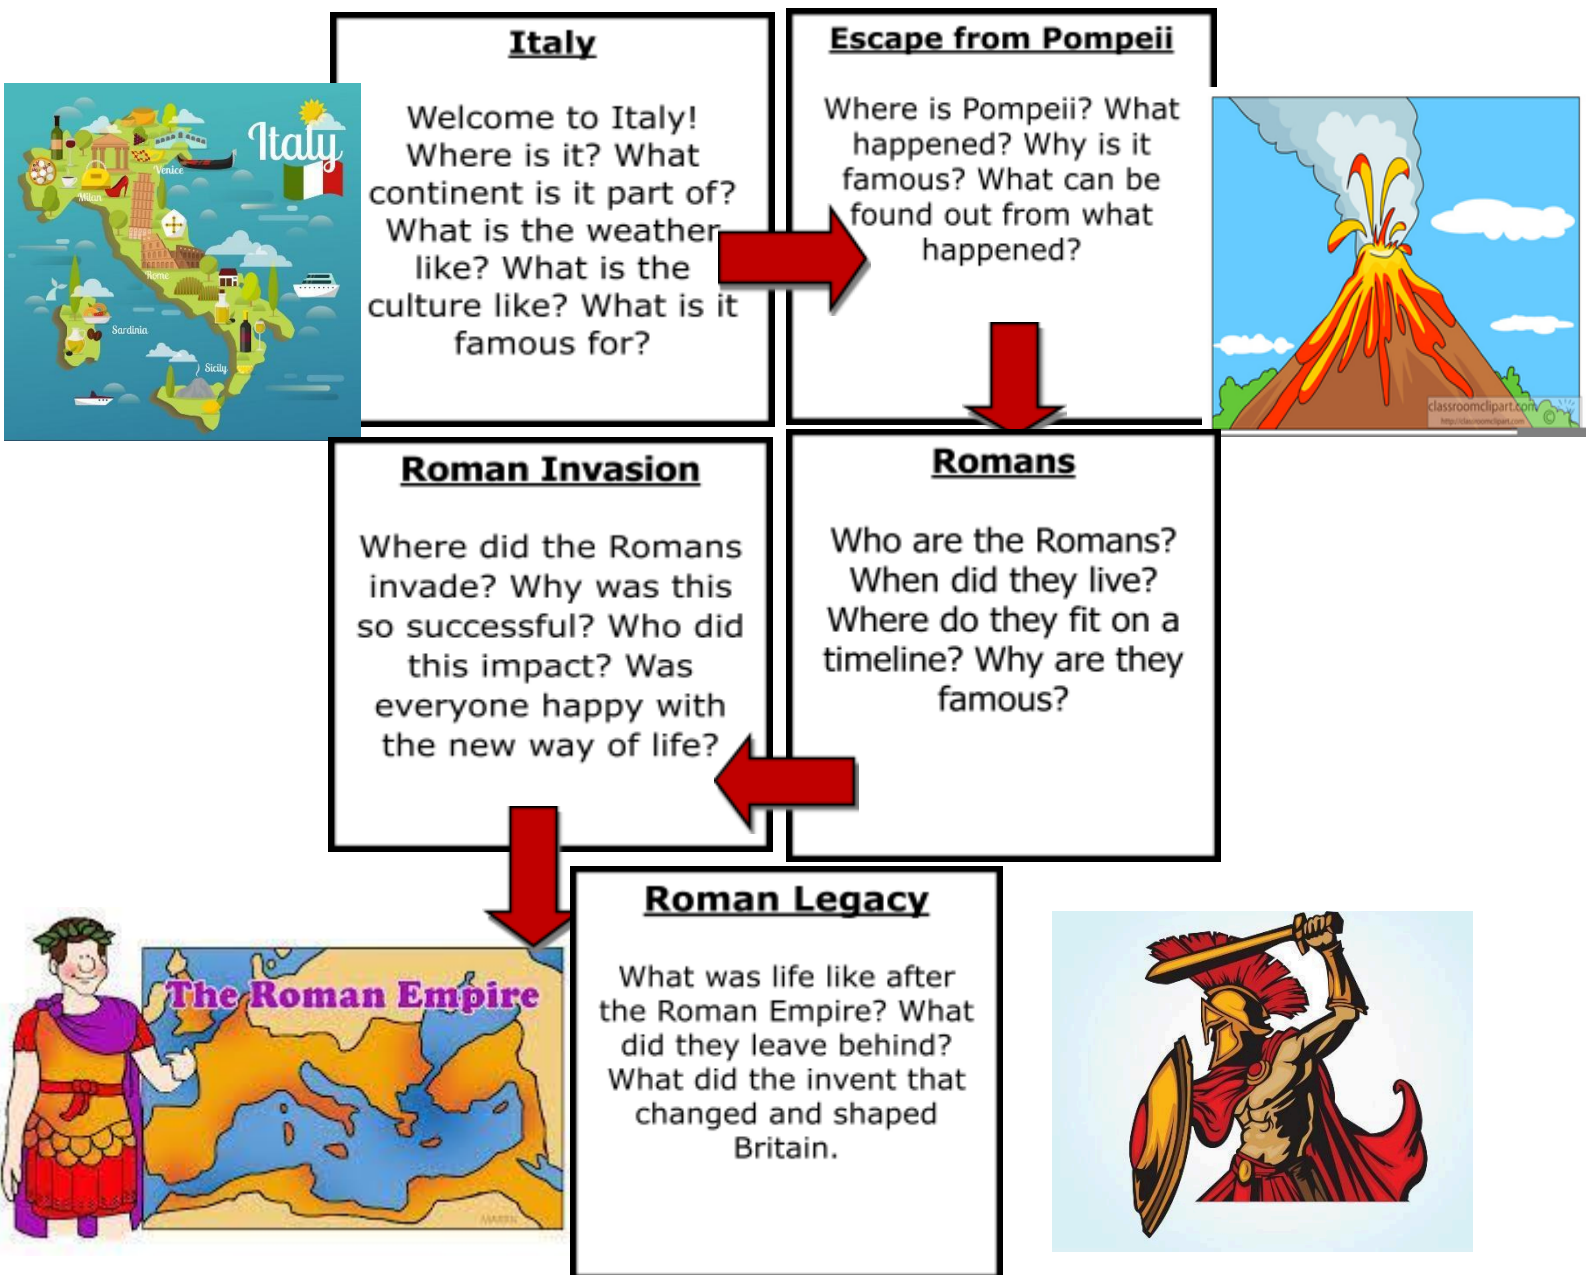 Italy
Welcome to Italy!
Where is it? What
continent is it part of?
What is the weather
like? What is the
culture like? What is it
famous for?
Escape from Pompeii
Where is Pompeii? What
happened? Why is it
famous? What can be
found out from what
happened?
Italy
Venice
Milan
Rome
Sardinia
Sicily
classroomclipart.com
http://classroomclipart.com
©
Romans
Who are the Romans?
When did they live?
Where do they fit on a
timeline? Why are they
famous?
Roman Invasion
Where did the Romans
invade? Why was this
so successful? Who did
this impact? Was
everyone happy with
the new way of life?
Roman Legacy
What was life like after
the Roman Empire? What
did they leave behind?
What did the invent that
changed and shaped
Britain.
The Roman Empire